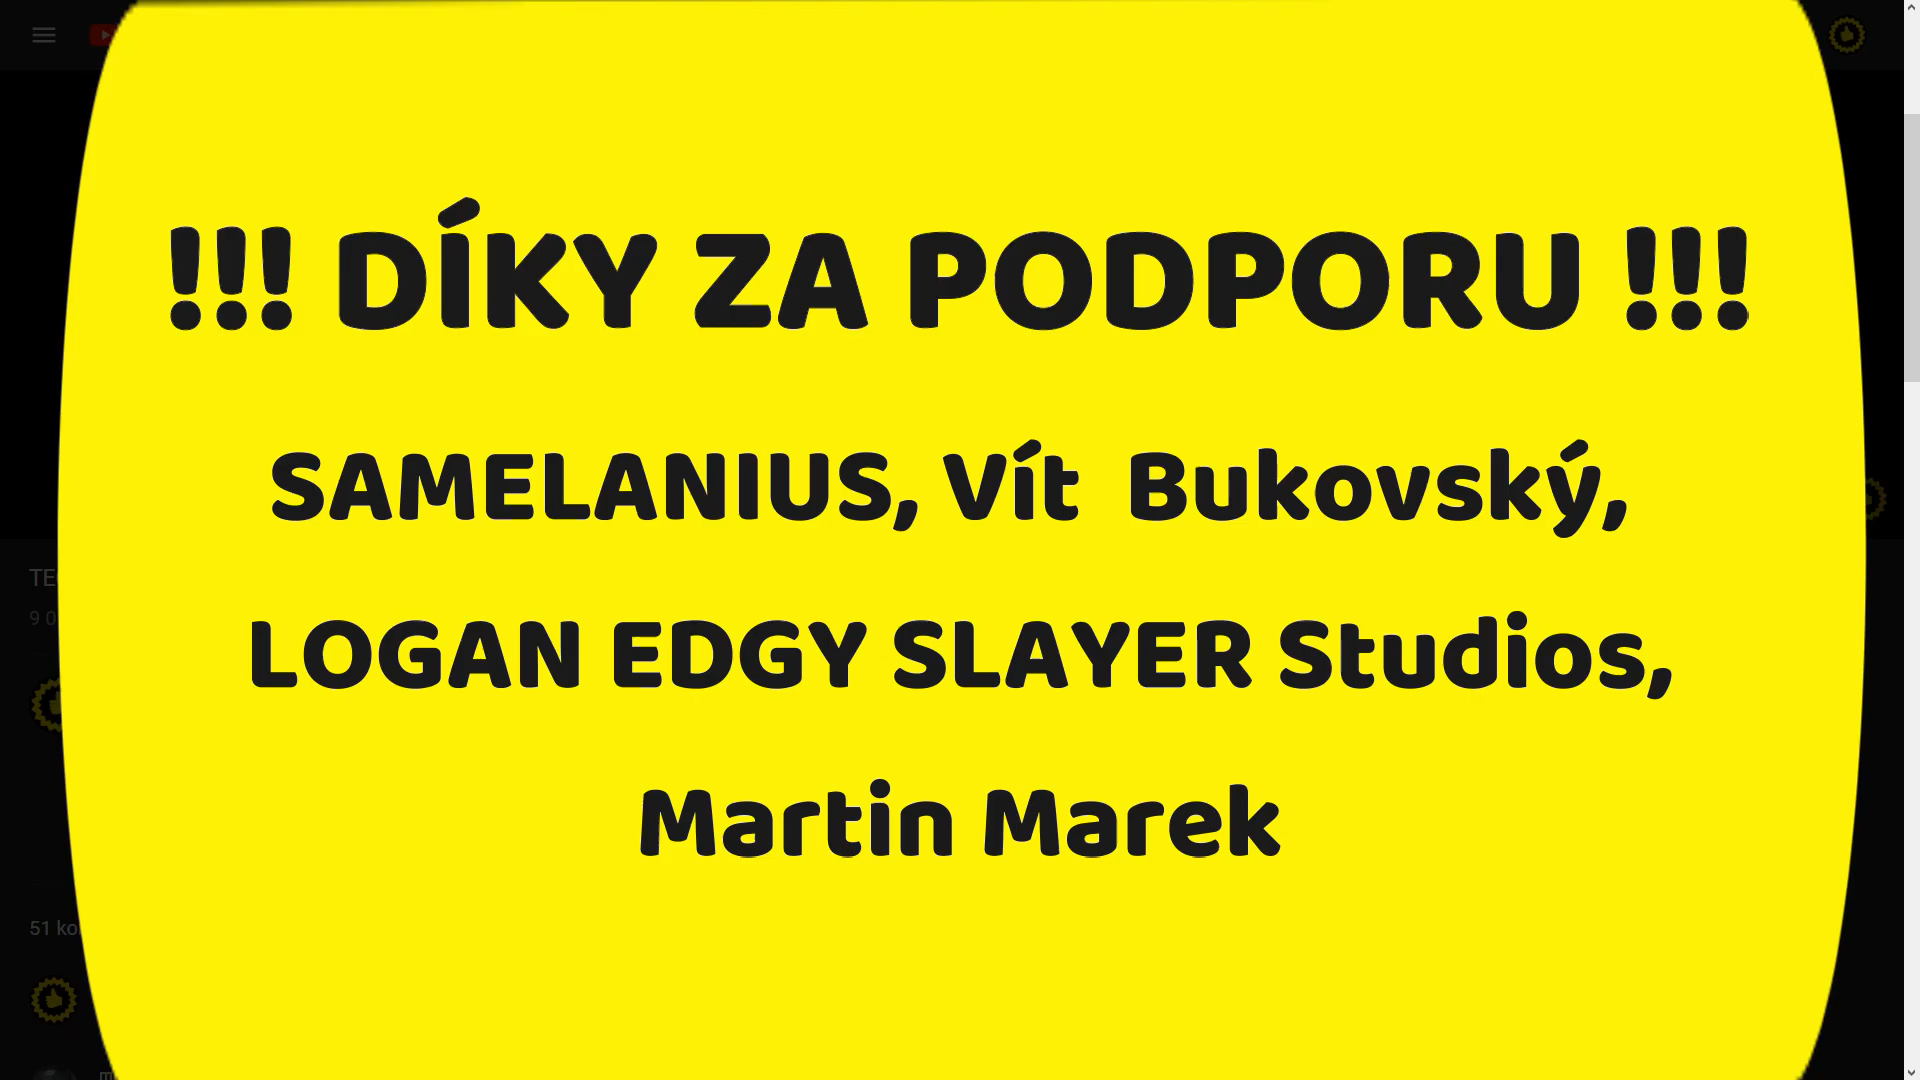 !!! DÍKY ZA PODPORU !!!
SAMELANIUS, Vít Bukovský,
LOGAN EDGY SLAYER Studios,
Martin Marek